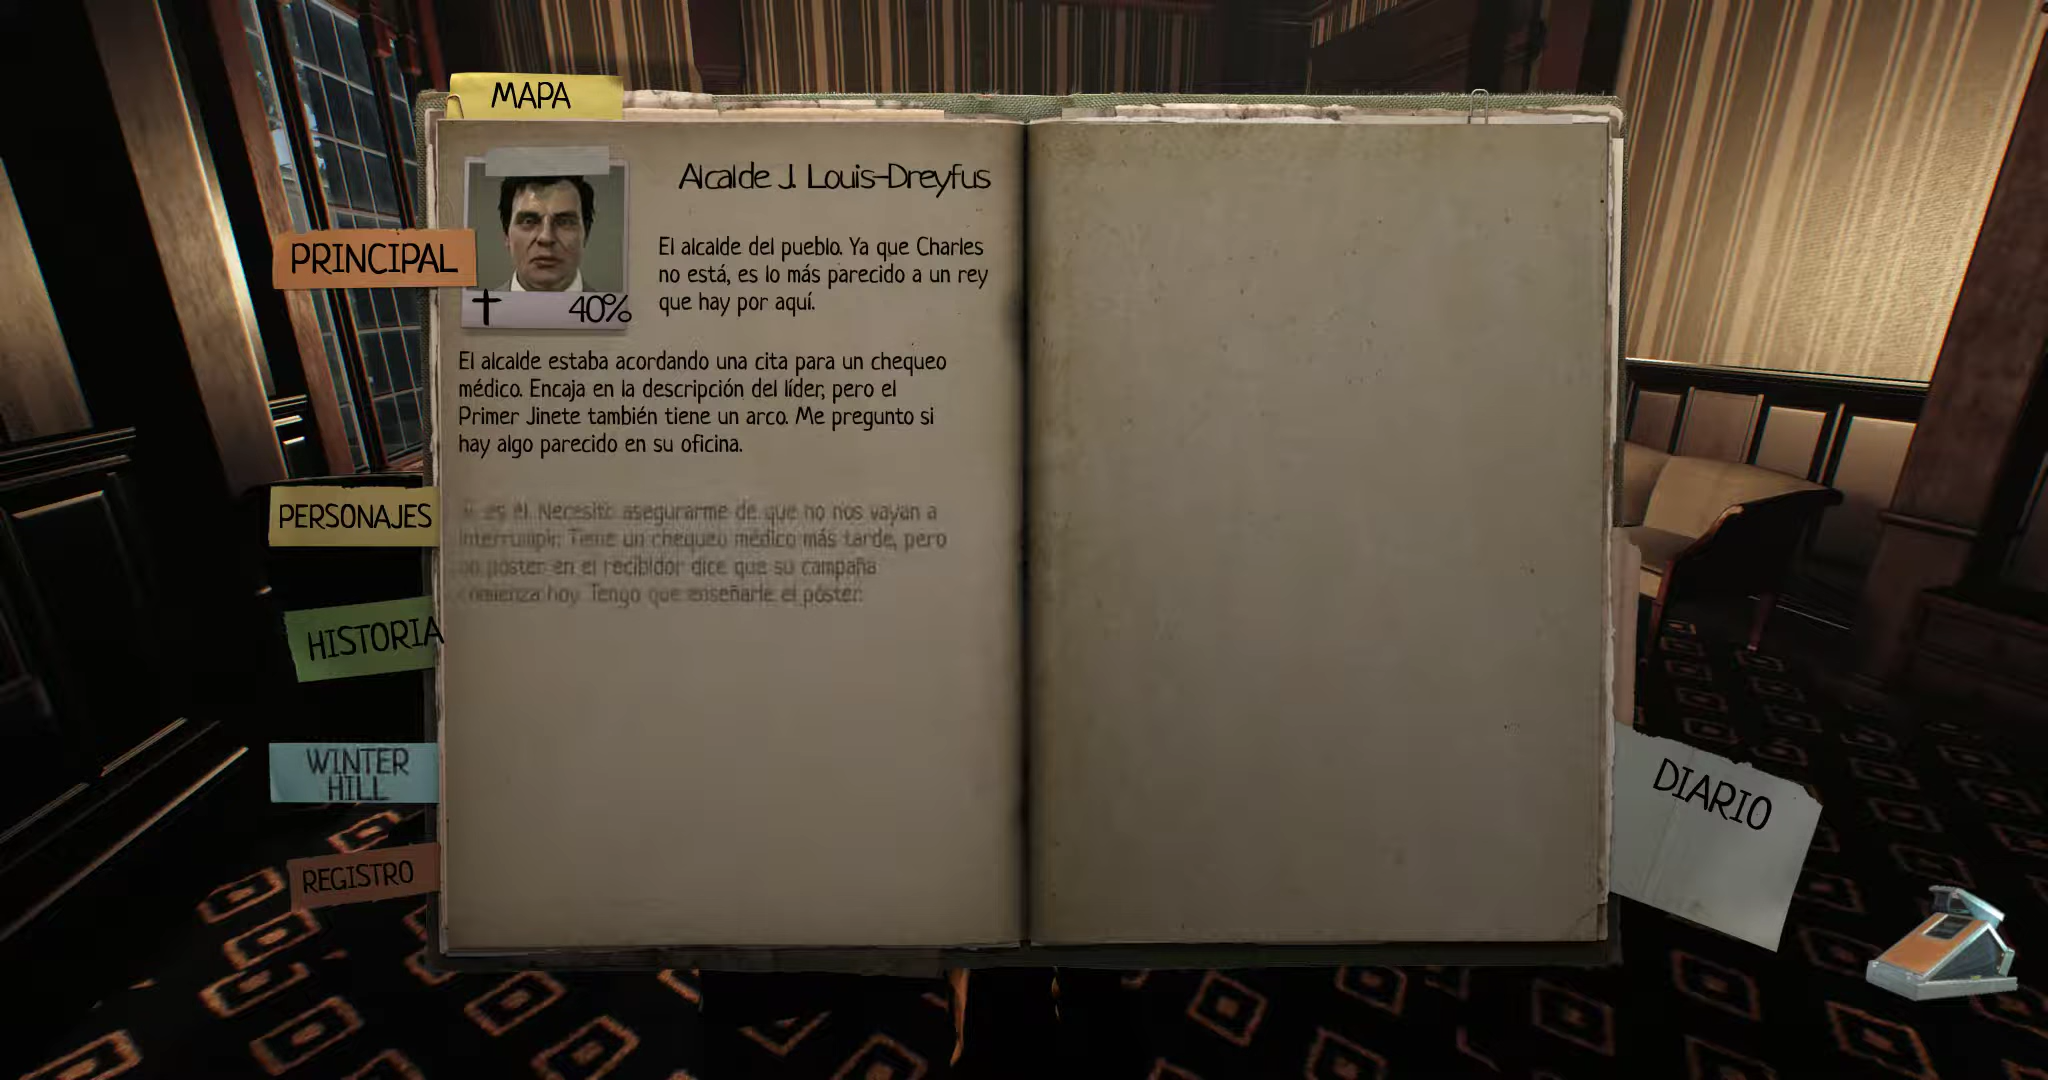 MAPA
Alcalde J. Louis-Dreyfus
PRINCIPAL
40%
El alcalde del pueblo. Ya que Charles
no está, es lo más parecido a un rey
que hay por aquí.
El alcalde estaba acordando una cita para un chequeo
médico. Encaja en la descripción del líder, pero el
Primer Jinete también tiene un arco. Me pregunto si
hay algo parecido en su oficina.
es él. Necesito asegurarme de que no nos vayan a
interrumpir. Tiene un chequeo médico más tarde, pero
un póster en el recibidor dice que su campaña
comienza hoy. Tengo que enseñarle el póster.
PERSONAJES
HISTORIA
WINTER
HILL
REGISTRO
DIARIO